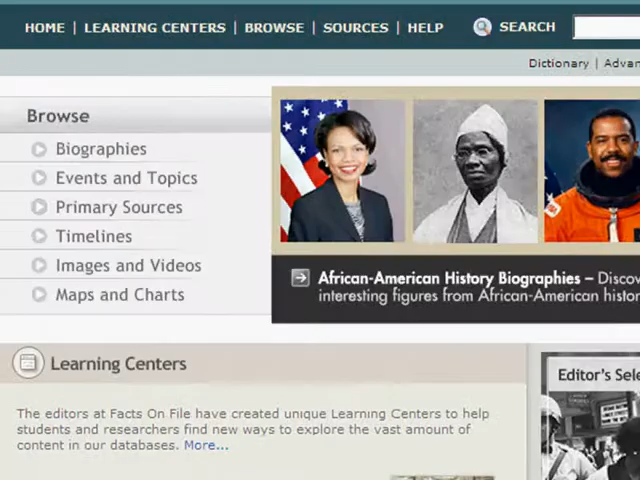 HOME | LEARNING CENTERS | BROWSE | SOURCES | HELP SEARCH
Dictionary | Advan
Browse
Biographies
Events and Topics
Primary Sources
Timelines
Images and Videos
Maps and Charts
African-American History Biographies – Disco
interesting figures from African-American histor
Learning Centers
The editors at Facts On File have created unique Learning Centers to help
students and researchers find new ways to explore the vast amount of
content in our databases. More...
Editor's Sele